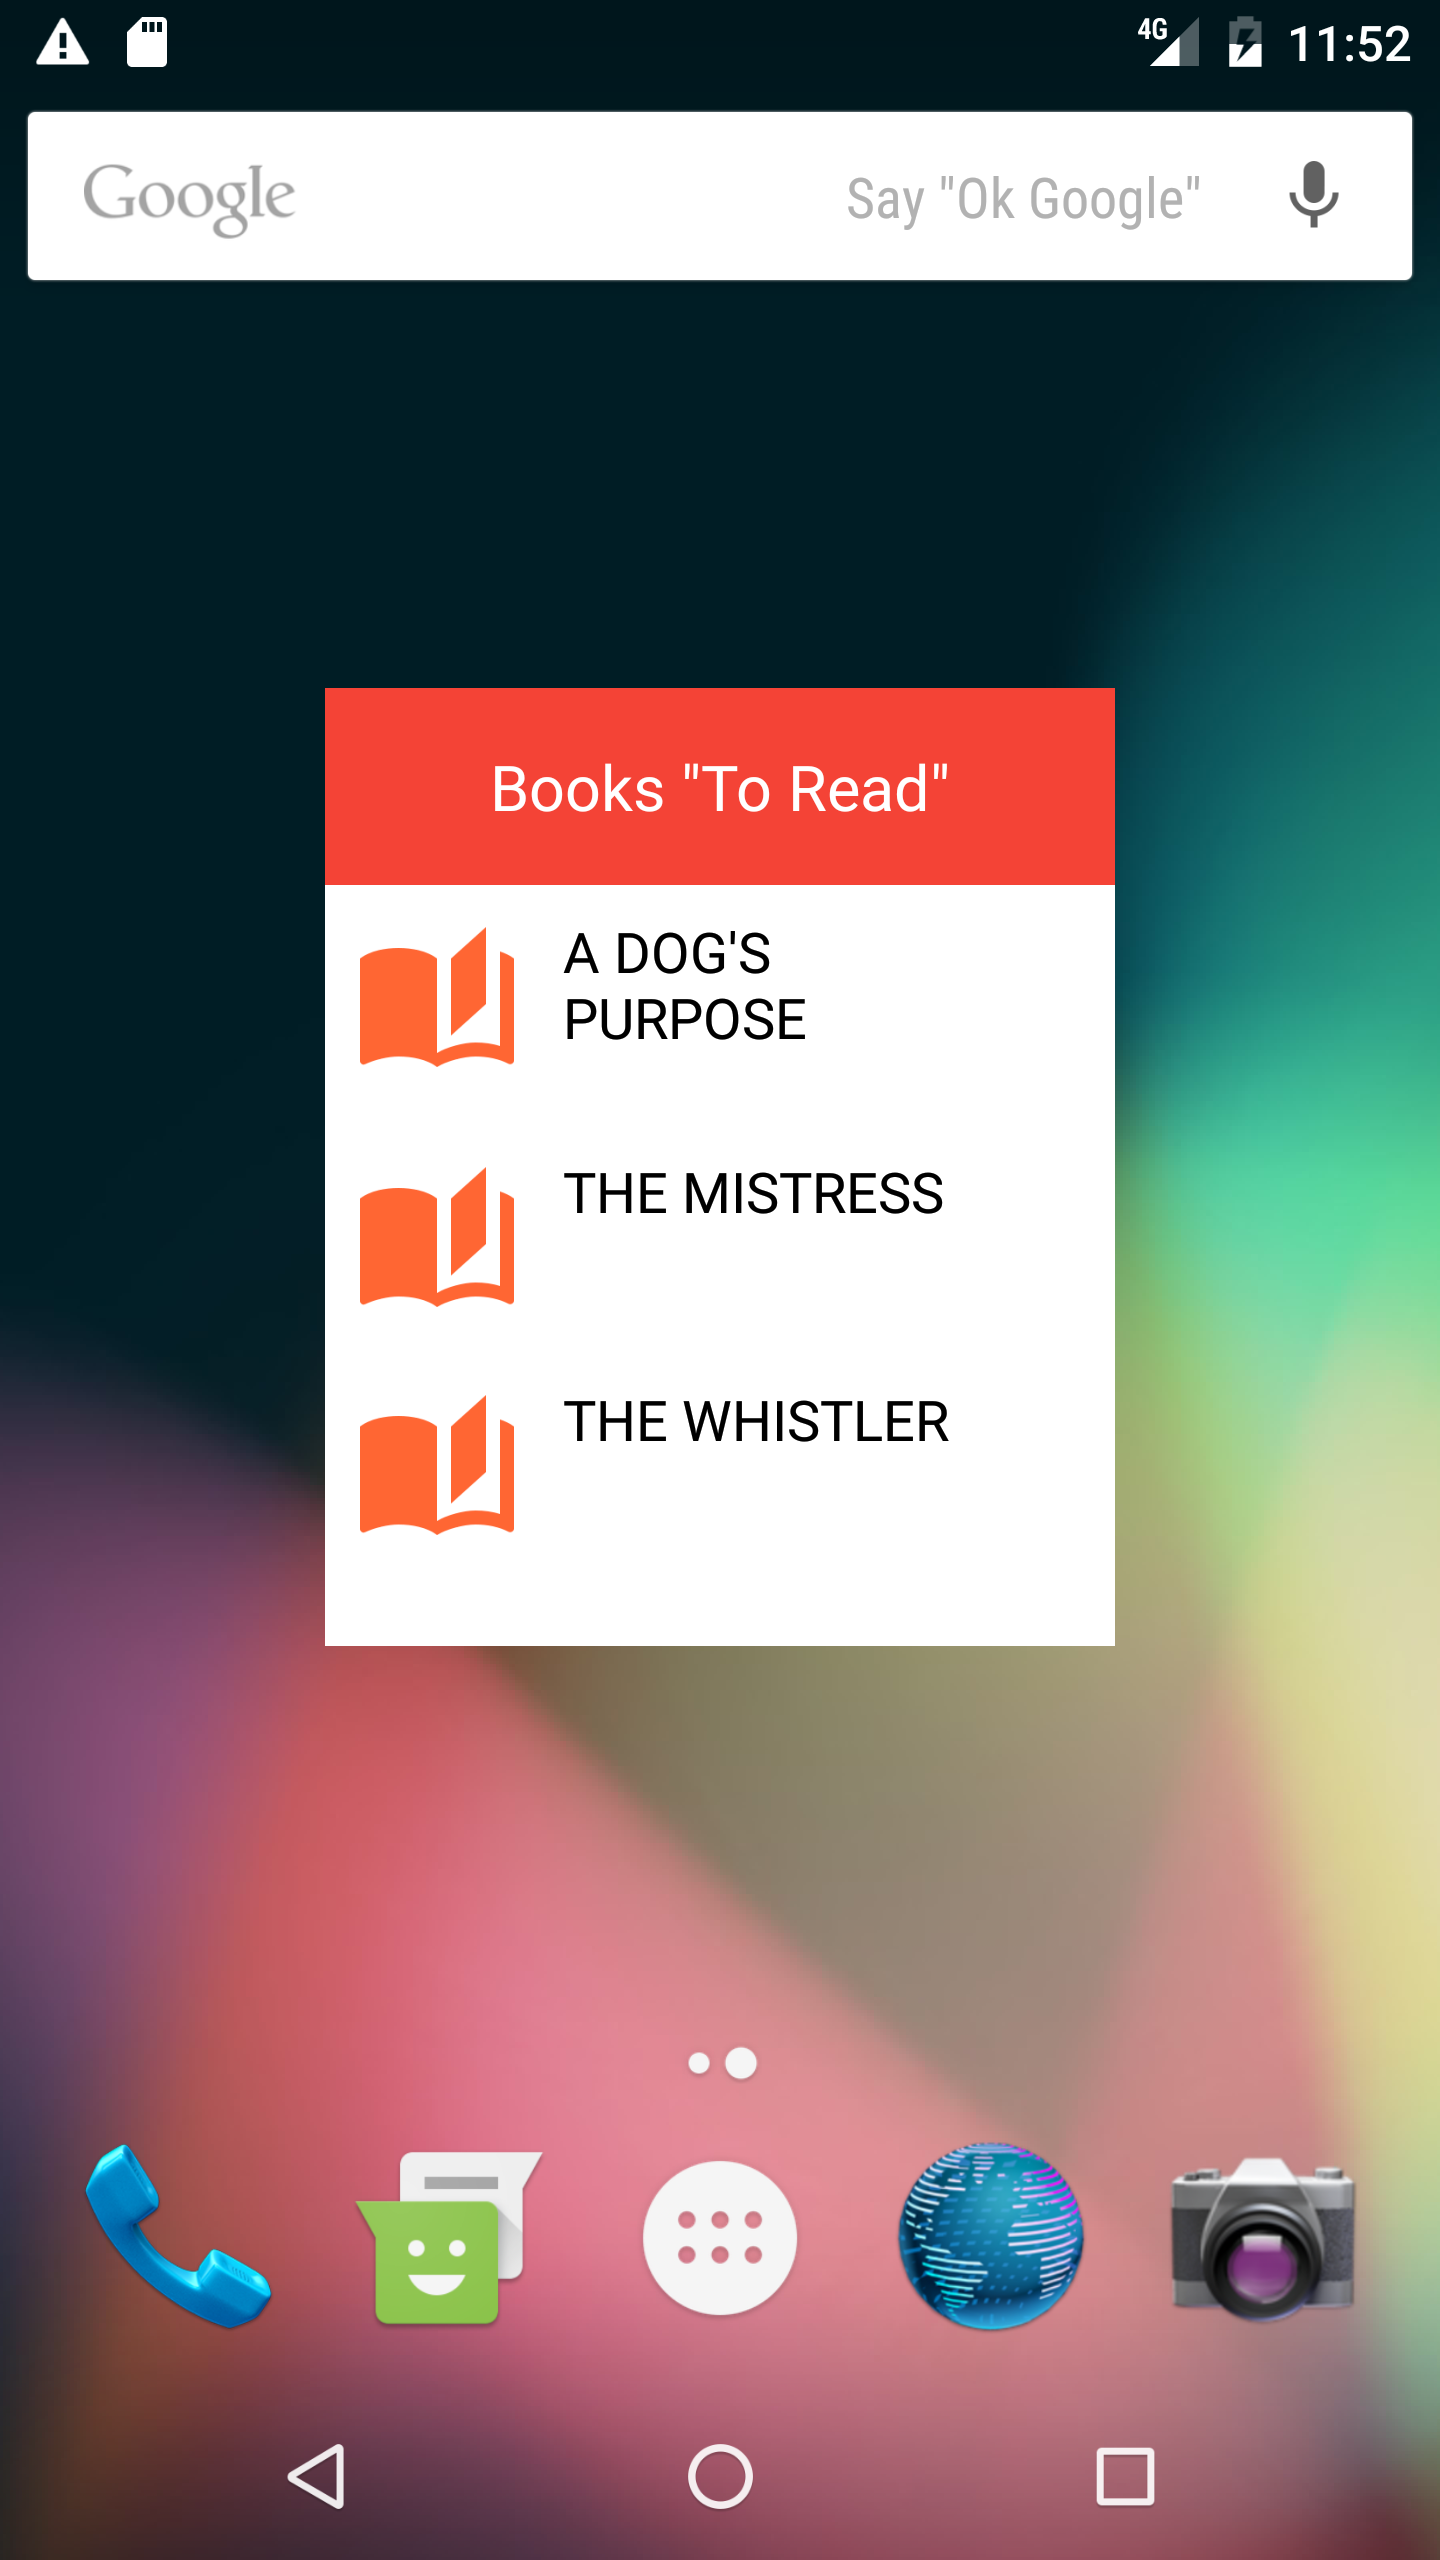 4G 11:52
Google Say "Ok Google"
Books "To Read"
A DOG'S
PURPOSE
THE MISTRESS
THE WHISTLER